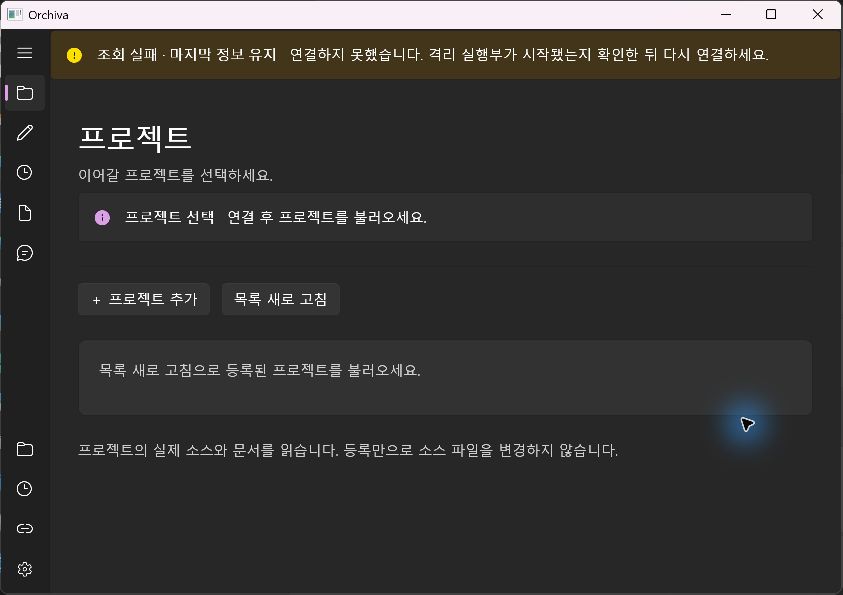 Archiva
조회 실패 · 마지막 정보 유지 연결하지 못했습니다. 격리 실행부가 시작됐는지 확인한 뒤 다시 연결하세요.
프로젝트
이어갈 프로젝트를 선택하세요.
프로젝트 선택 연결 후 프로젝트를 불러오세요.
+ 프로젝트 추가 목록 새로 고침
목록 새로 고침으로 등록된 프로젝트를 불러오세요.
프로젝트의 실제 소스와 문서를 읽습니다. 등록만으로 소스 파일을 변경하지 않습니다.